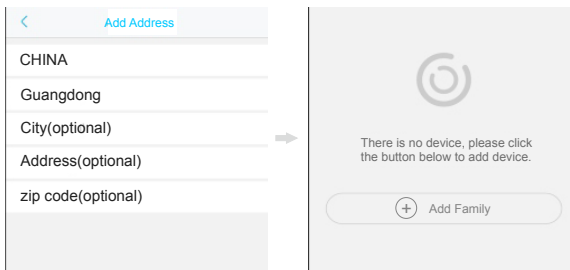 Add Address
CHINA
Guangdong
City(optional)
Address(optional)
zip code(optional)
There is no device, please click
the button below to add device.
Add Family